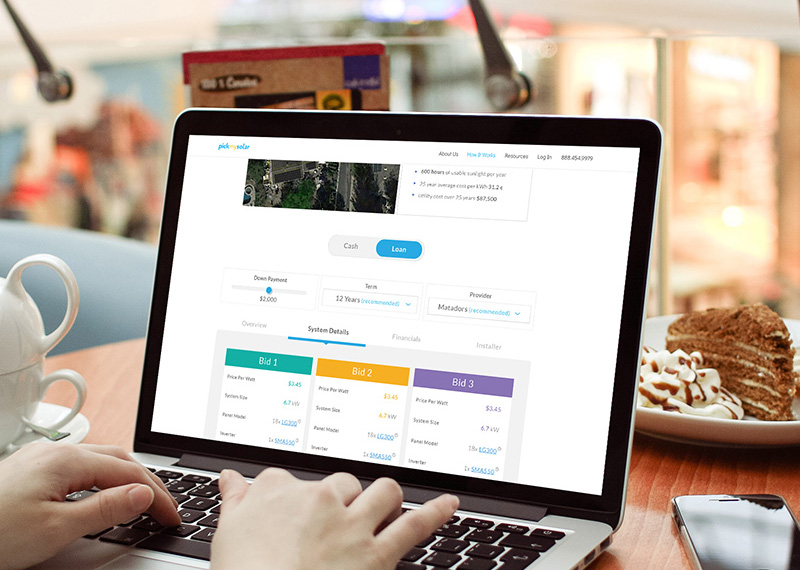 pickmysolar
About Us How It Works Resources Log In 888.454.9979
600 hours of usable sunlight per year
25 year average cost per kWh 31.2 ¢
utility cost over 25 years $67,500
Cash Loan
Down Payment
$2,000
Term
12 Years (recommended)
Provider
Matadors (recommended)
Overview System Details Financials Installer
Bid 1
Price Per Watt $3.45
System Size 6.7 kW
Panel Model 18x LG300
Inverter 1x SMA550
Bid 2
Price Per Watt $3.45
System Size 6.7 kW
Panel Model 18x LG300
Inverter 1x SMA550
Bid 3
Price Per Watt $3.45
System Size 6.7 kW
Panel Model 18x LG300
Inverter 1x SMA550